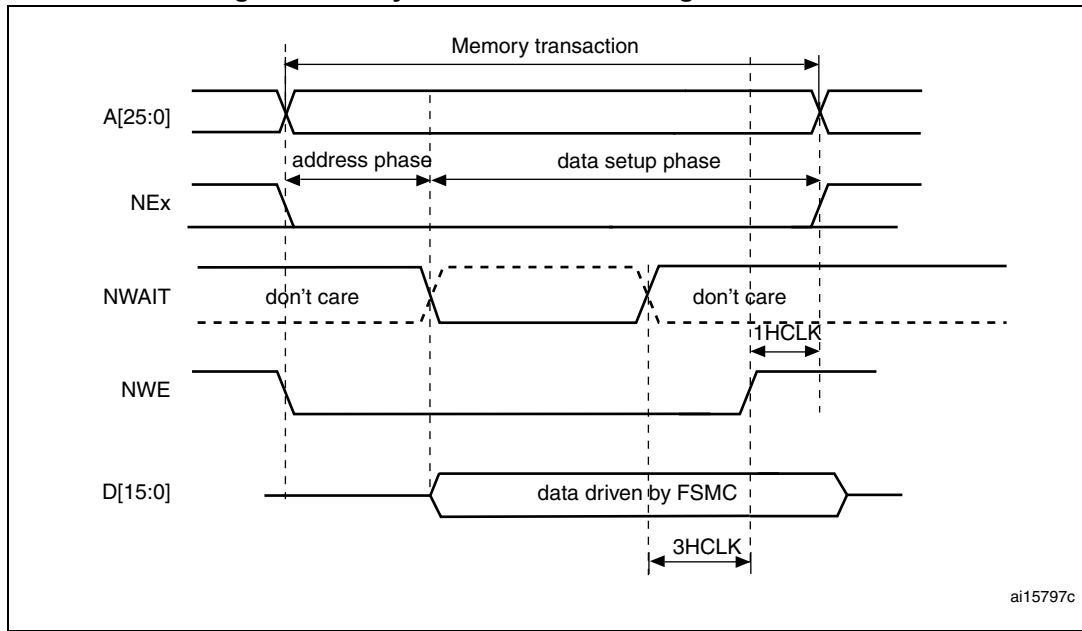 Memory transaction
A[25:0]
address phase
data setup phase
NEx
NWAIT
don't care
don't care
1HCLK
NWE
D[15:0]
data driven by FSMC
3HCLK
ai15797c